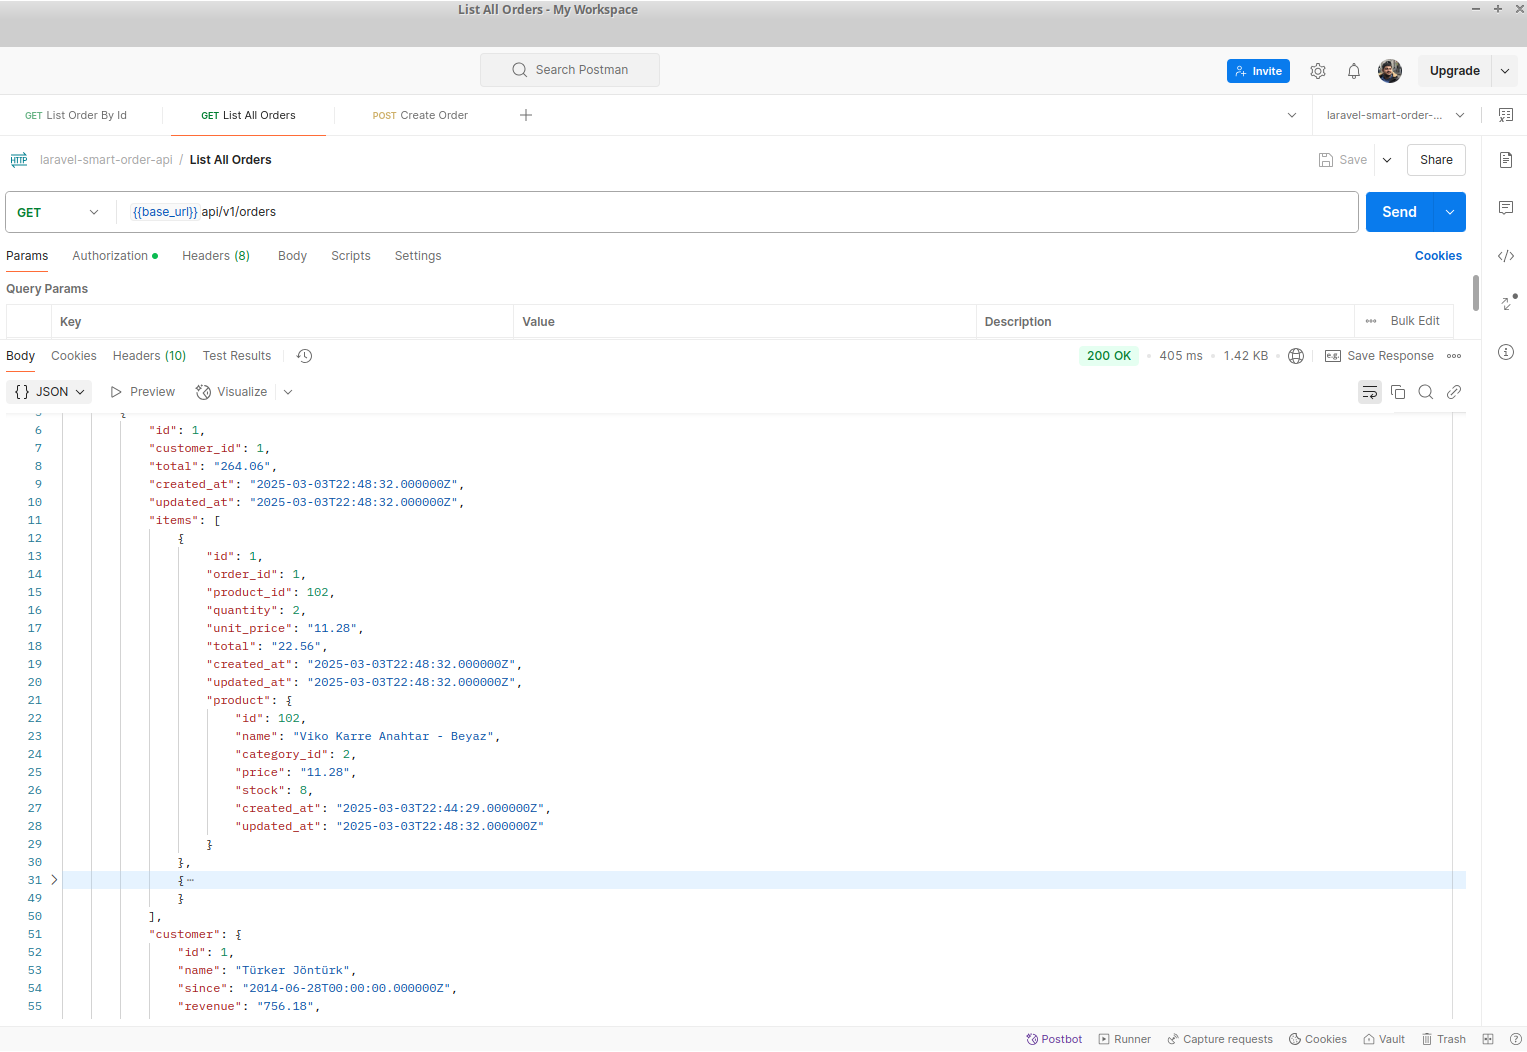 List All Orders - My Workspace
Search Postman
Invite
Upgrade
GET List Order By Id
GET List All Orders
POST Create Order
laravel-smart-order-...
HTTP laravel-smart-order-api / List All Orders
Save
Share
GET
{{base_url}} api/v1/orders
Send
Params Authorization Headers (8) Body Scripts Settings
Cookies
Query Params
Key Value Description
Bulk Edit
Body Cookies Headers (10) Test Results
200 OK • 405 ms • 1.42 KB •
e.g. Save Response
{} JSON Preview Visualize
5 {
6 "id": 1,
7 "customer_id": 1,
8 "total": "264.06",
9 "created_at": "2025-03-03T22:48:32.000000Z",
10 "updated_at": "2025-03-03T22:48:32.000000Z",
11 "items": [
12 {
13 "id": 1,
14 "order_id": 1,
15 "product_id": 102,
16 "quantity": 2,
17 "unit_price": "11.28",
18 "total": "22.56",
19 "created_at": "2025-03-03T22:48:32.000000Z",
20 "updated_at": "2025-03-03T22:48:32.000000Z",
21 "product": {
22 "id": 102,
23 "name": "Viko Karre Anahtar - Beyaz",
24 "category_id": 2,
25 "price": "11.28",
26 "stock": 8,
27 "created_at": "2025-03-03T22:44:29.000000Z",
28 "updated_at": "2025-03-03T22:48:32.000000Z"
29 }
30 },
31 { ⋯
49 }
50 ],
51 "customer": {
52 "id": 1,
53 "name": "Türker Jöntürk",
54 "since": "2014-06-28T00:00:00.000000Z",
55 "revenue": "756.18",
Postbot Runner Capture requests Cookies Vault Trash